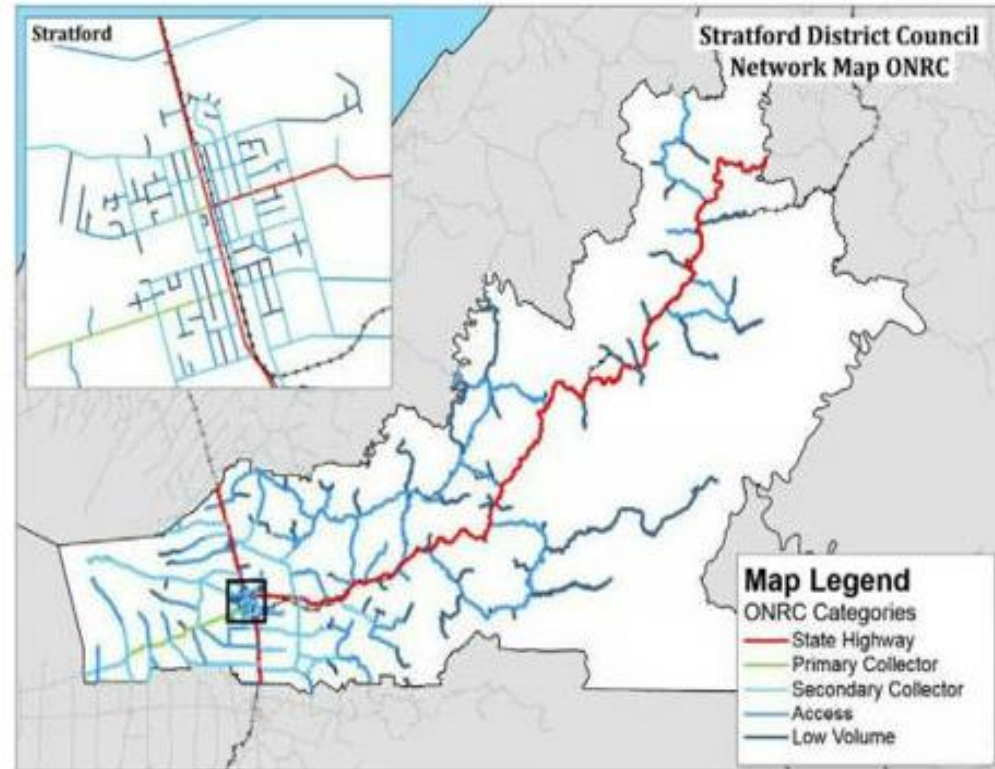 Stratford
Stratford District Council
Network Map ONRC
Map Legend
ONRC Categories
State Highway
Primary Collector
Secondary Collector
Access
Low Volume